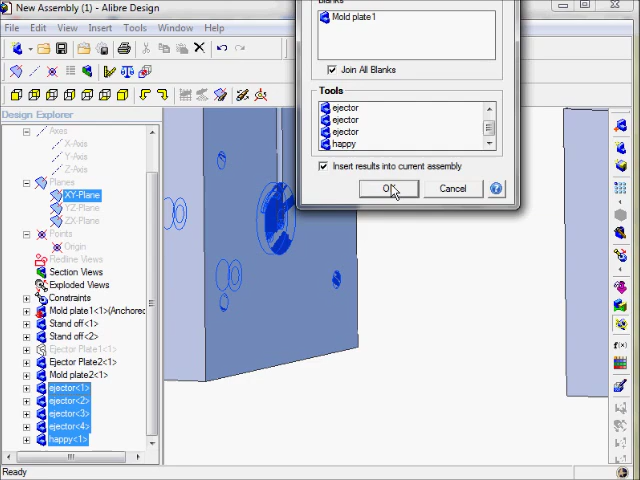 New Assembly (1) - Alibre Design
File Edit View Insert Tools Window Help
Design Explorer
Axes
X-Axis
Y-Axis
Z-Axis
Planes
XY-Plane
YZ-Plane
ZX-Plane
Points
Origin
Redline Views
Section Views
Exploded Views
Constraints
Mold plate1<1>(Anchored
Stand off<1>
Stand off<2>
Ejector Plate1<1>
Ejector Plate2<1>
Mold plate2<1>
ejector<1>
ejector<2>
ejector<3>
ejector<4>
happy<1>
Ready
Blanks
Mold plate1
Join All Blanks
Tools
ejector
ejector
ejector
happy
Insert results into current assembly
OK
Cancel
f(x)